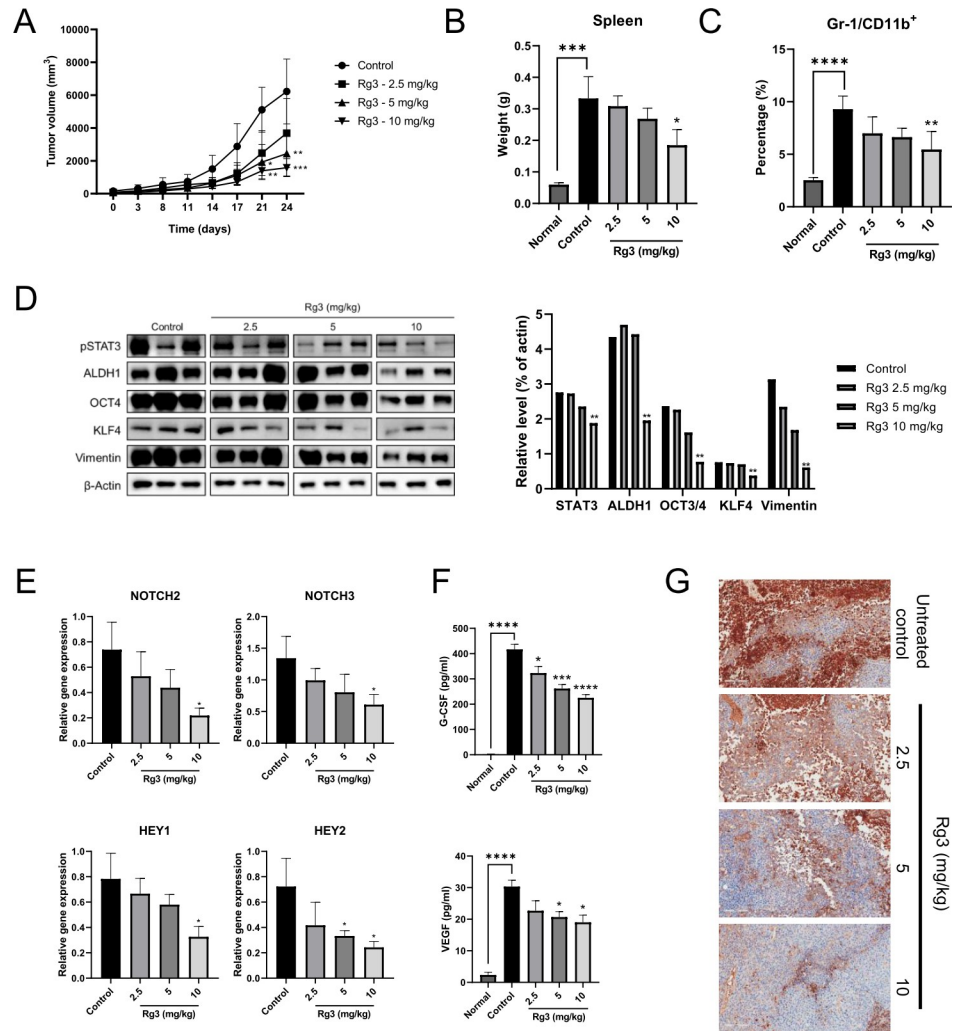 A
10000
8000
6000
4000
2000
0
Tumor volume (mm³)
0 3 8 11 14 17 21 24
Time (days)
Control
Rg3 - 2.5 mg/kg
Rg3 - 5 mg/kg
Rg3 - 10 mg/kg
*
**
**
***
B
Spleen
0.5
0.4
0.3
0.2
0.1
0.0
Weight (g)
***
*
Normal Control 2.5 5 10
Rg3 (mg/kg)
C
Gr-1/CD11b⁺
15
10
5
0
Percentage (%)
****
**
Normal Control 2.5 5 10
Rg3 (mg/kg)
D
Rg3 (mg/kg)
Control 2.5 5 10
pSTAT3
ALDH1
OCT4
KLF4
Vimentin
β-Actin
5
4
3
2
1
0
Relative level (% of actin)
** ** ** ** **
STAT3 ALDH1 OCT3/4 KLF4 Vimentin
Control
Rg3 2.5 mg/kg
Rg3 5 mg/kg
Rg3 10 mg/kg
E
NOTCH2
1.0
0.8
0.6
0.4
0.2
0.0
Relative gene expression
*
Control 2.5 5 10
Rg3 (mg/kg)
NOTCH3
2.0
1.5
1.0
0.5
0.0
Relative gene expression
*
Control 2.5 5 10
Rg3 (mg/kg)
HEY1
1.0
0.8
0.6
0.4
0.2
0.0
Relative gene expression
*
Control 2.5 5 10
Rg3 (mg/kg)
HEY2
1.0
0.8
0.6
0.4
0.2
0.0
Relative gene expression
* *
Control 2.5 5 10
Rg3 (mg/kg)
F
500
400
300
200
100
0
G-CSF (pg/ml)
****
* *** ****
Normal Control 2.5 5 10
Rg3 (mg/kg)
40
30
20
10
0
VEGF (pg/ml)
****
* *
Normal Control 2.5 5 10
Rg3 (mg/kg)
G
Untreated
control
2.5
5
10
Rg3 (mg/kg)